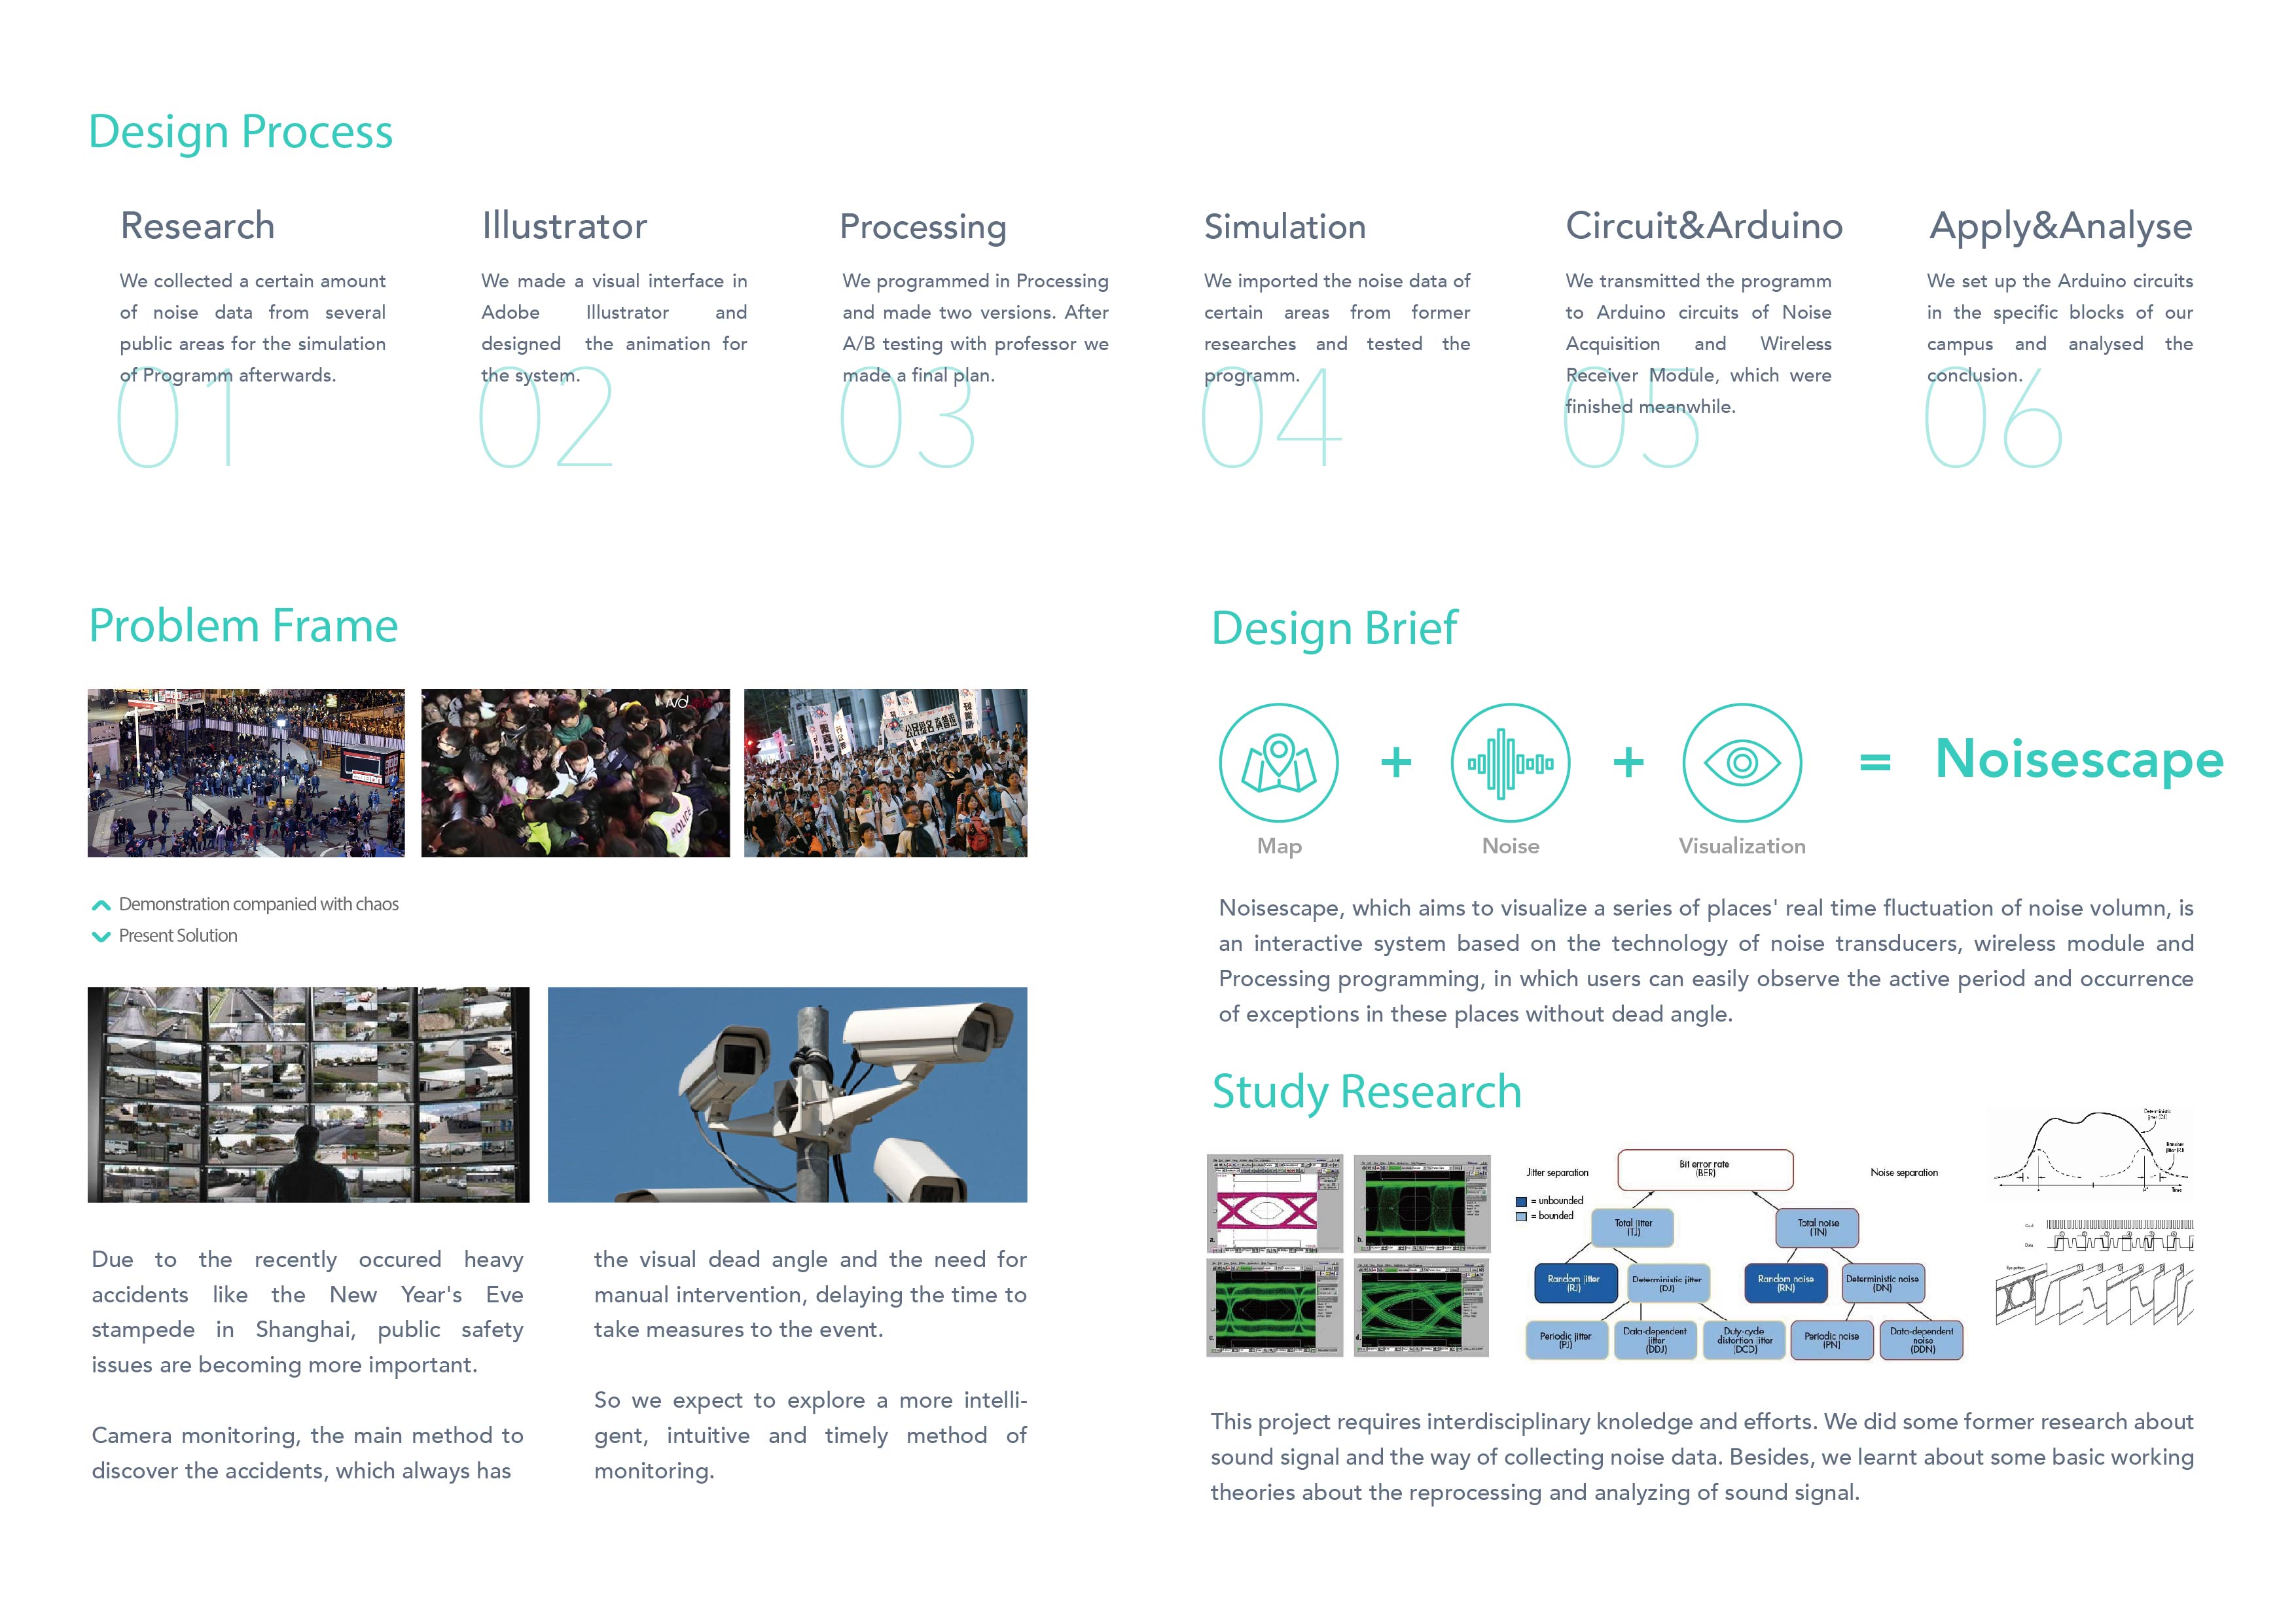 Design Process
Research
We collected a certain amount
of noise data from several
public areas for the simulation
of Programm afterwards.
01
Illustrator
We made a visual interface in
Adobe Illustrator and
designed the animation for
the system.
02
Processing
We programmed in Processing
and made two versions. After
A/B testing with professor we
made a final plan.
03
Simulation
We imported the noise data of
certain areas from former
researches and tested the
programm.
04
Circuit&Arduino
We transmitted the programm
to Arduino circuits of Noise
Acquisition and Wireless
Receiver Module, which were
finished meanwhile.
05
Apply&Analyse
We set up the Arduino circuits
in the specific blocks of our
campus and analysed the
conclusion.
06
Problem Frame
POLICE
Demonstration companied with chaos
Present Solution
Due to the recently occured heavy
accidents like the New Year's Eve
stampede in Shanghai, public safety
issues are becoming more important.
Camera monitoring, the main method to
discover the accidents, which always has
the visual dead angle and the need for
manual intervention, delaying the time to
take measures to the event.
So we expect to explore a more intelli-
gent, intuitive and timely method of
monitoring.
Design Brief
+ + = Noisescape
Map
Noise
Visualization
Noisescape, which aims to visualize a series of places' real time fluctuation of noise volumn, is
an interactive system based on the technology of noise transducers, wireless module and
Processing programming, in which users can easily observe the active period and occurrence
of exceptions in these places without dead angle.
Study Research
a.
b.
c.
d.
Jitter separation
Bit error rate
(BER)
Noise separation
= unbounded
= bounded
Total jitter
(TJ)
Total noise
(TN)
Random jitter
(RJ)
Deterministic jitter
(DJ)
Random noise
(RN)
Deterministic noise
(DN)
Periodic jitter
(PJ)
Data-dependent
jitter
(DDJ)
Duty-cycle
distortion jitter
(DCD)
Periodic noise
(PN)
Data-dependent
noise
(DDN)
Time
This project requires interdisciplinary knoledge and efforts. We did some former research about
sound signal and the way of collecting noise data. Besides, we learnt about some basic working
theories about the reprocessing and analyzing of sound signal.